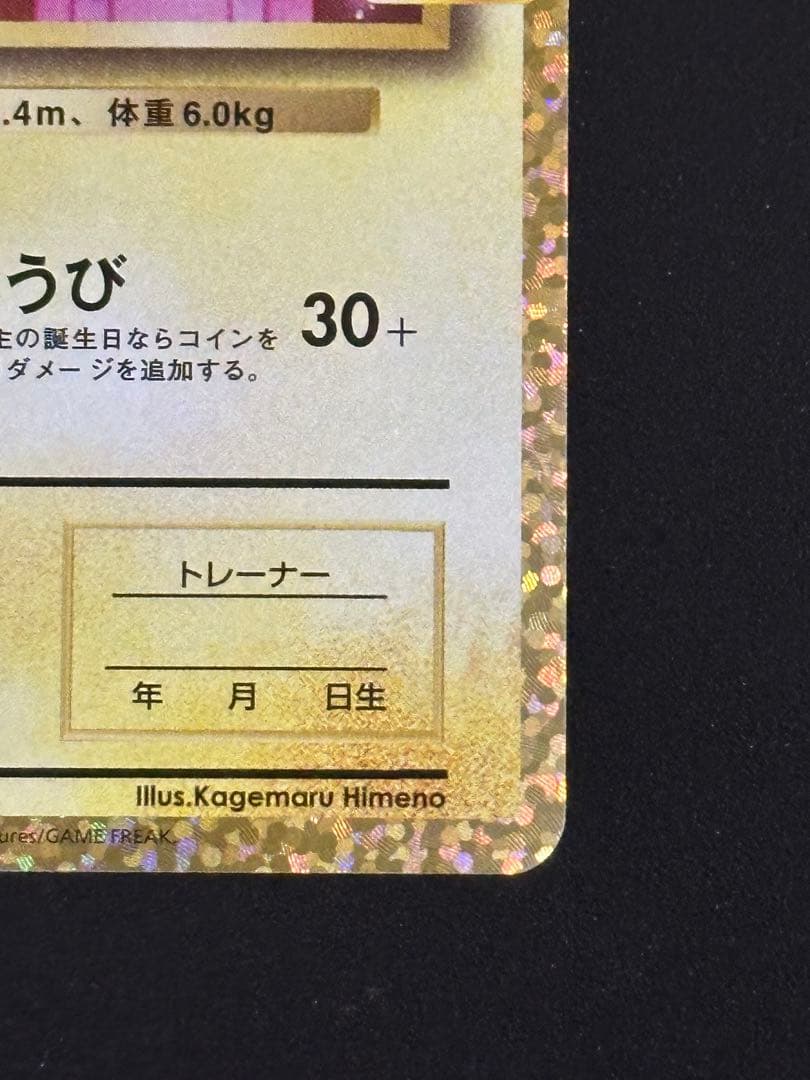 .4m、体重6.0kg
うび
30+
主の誕生日ならコインを
ダメージを追加する。
トレーナー
年 月 日生
Illus.Kagemaru Himeno
ures/GAME FREAK.